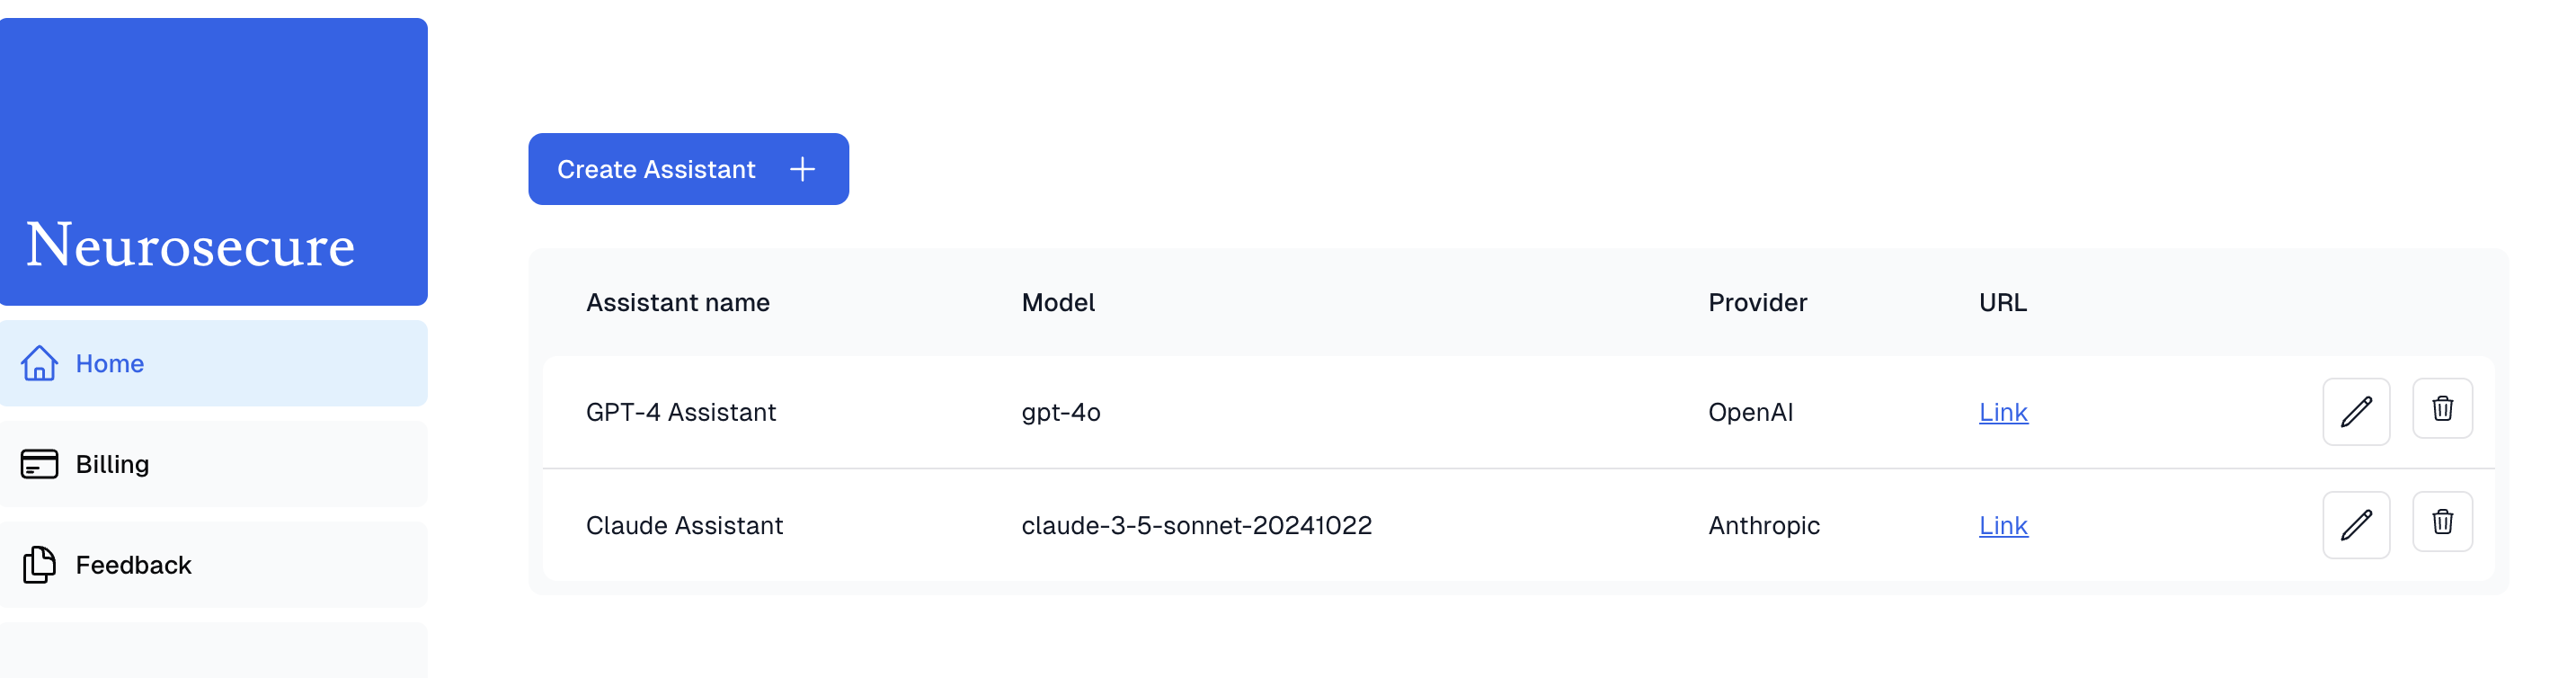 Neurosecure
Home
Billing
Feedback
Create Assistant
Assistant name Model Provider URL
GPT-4 Assistant gpt-4o OpenAI Link
Claude Assistant claude-3-5-sonnet-20241022 Anthropic Link